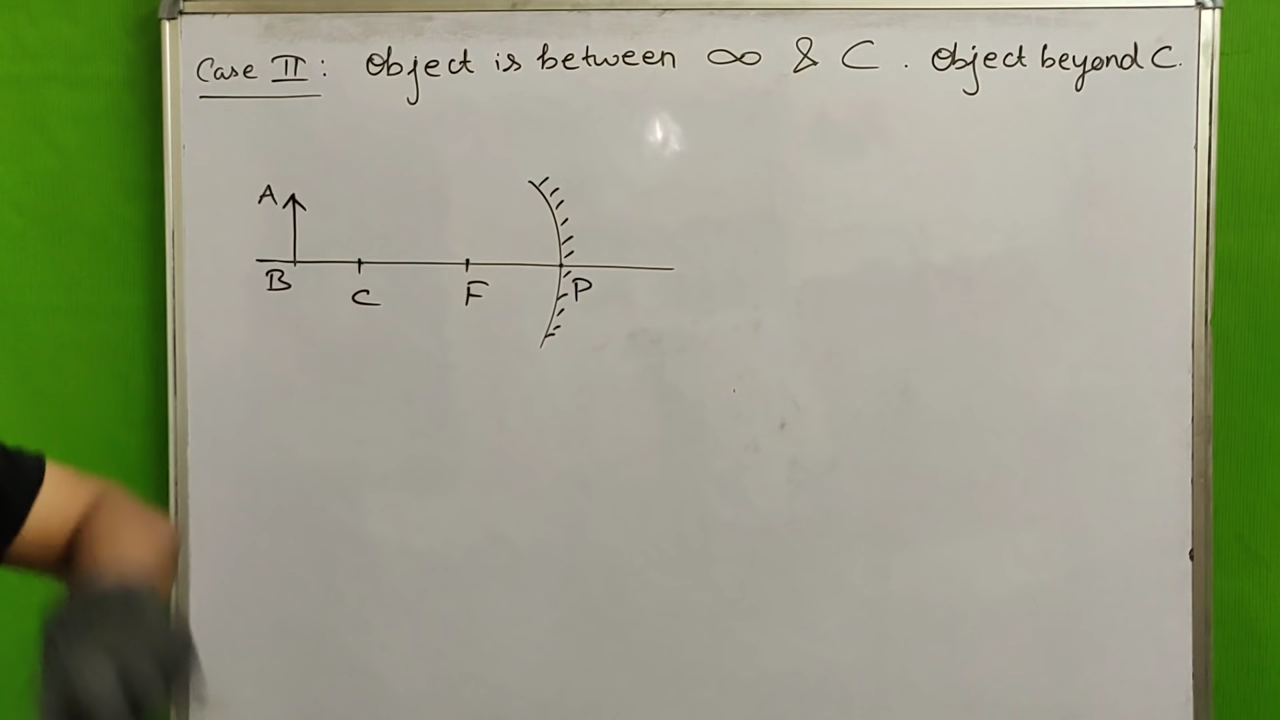 Case II : Object is between ∞ & C . Object beyond C.
A
B
C
F
P